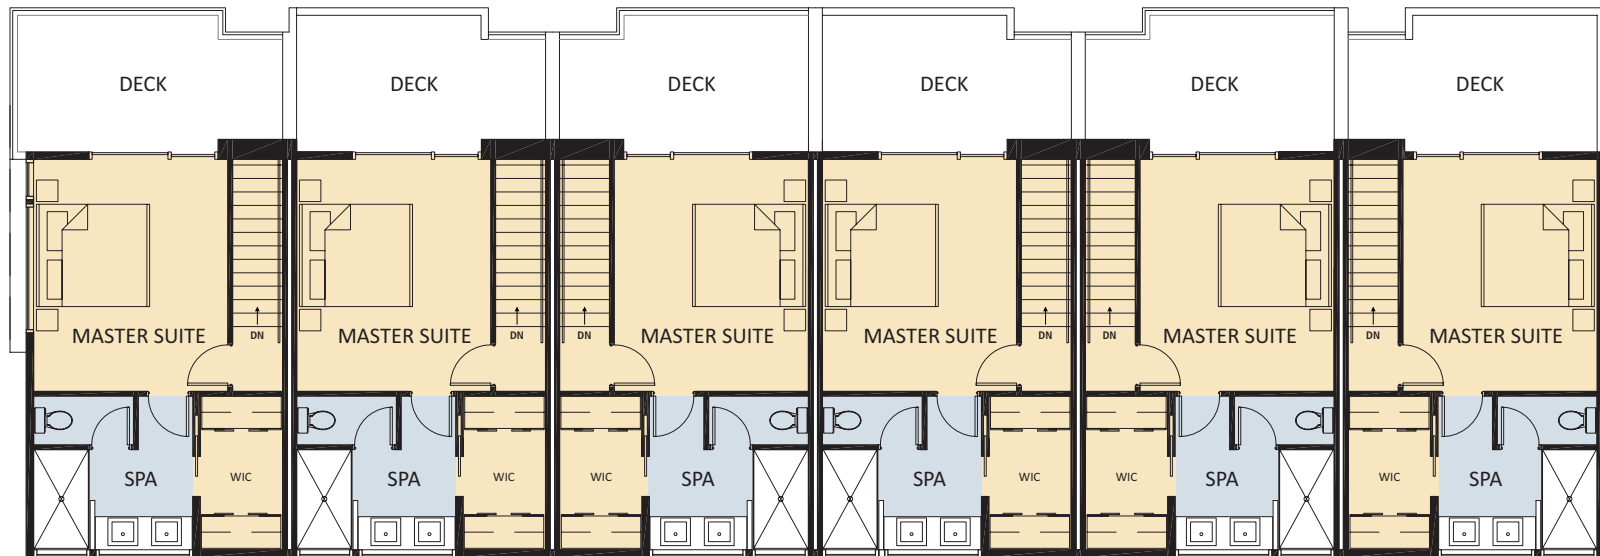 DECK DECK DECK DECK DECK DECK
DN DN DN DN DN DN
MASTER SUITE MASTER SUITE MASTER SUITE MASTER SUITE MASTER SUITE MASTER SUITE
SPA WIC SPA WIC WIC SPA SPA WIC WIC SPA WIC SPA